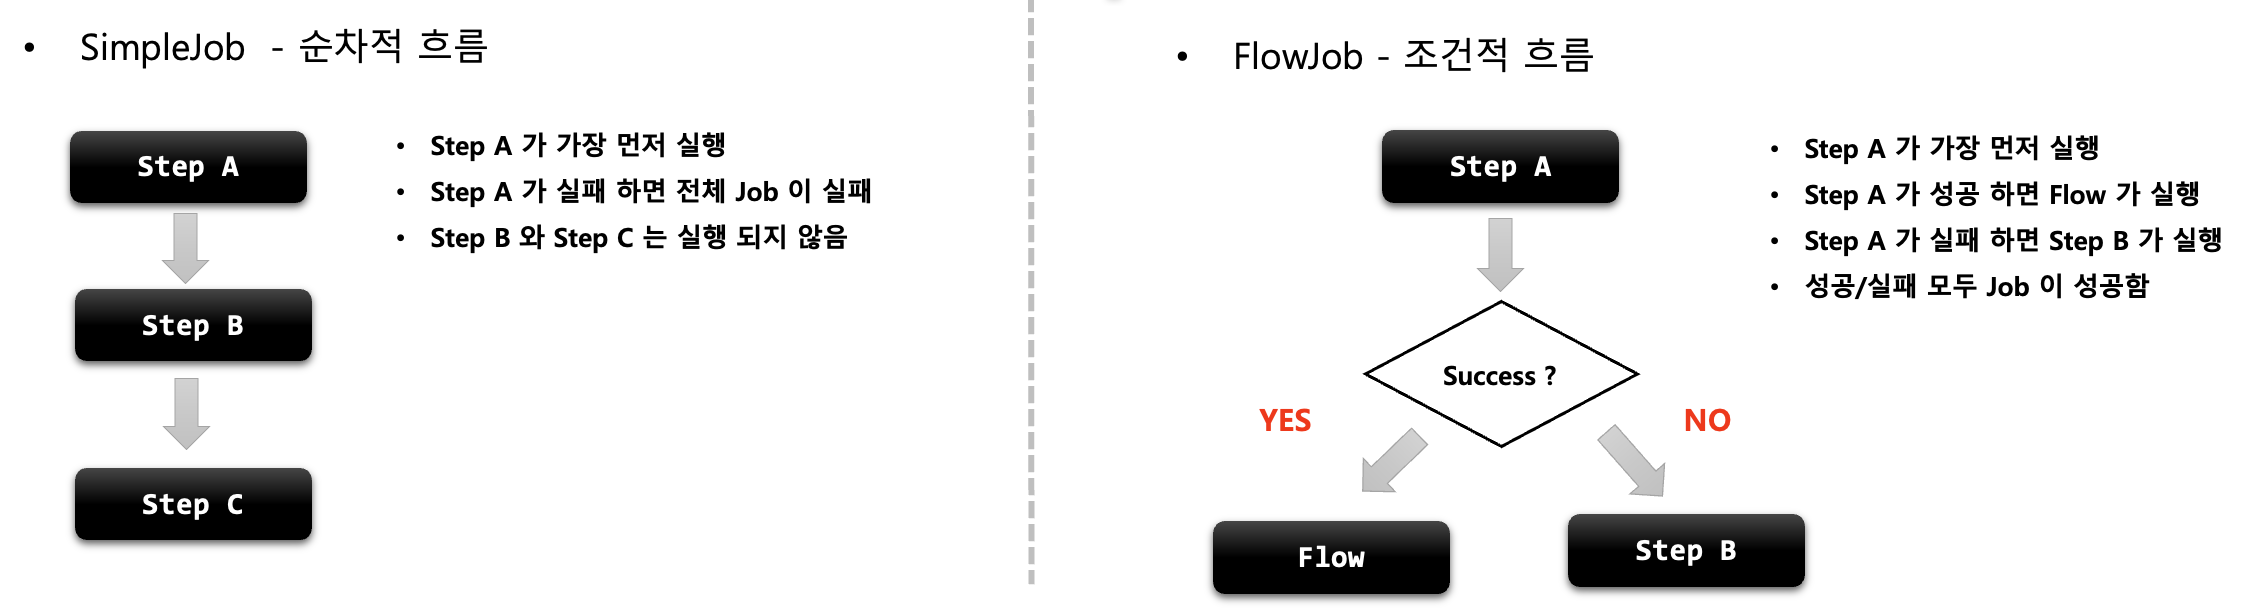 • SimpleJob - 순차적 흐름
Step A
Step B
Step C
• Step A 가 가장 먼저 실행
• Step A 가 실패 하면 전체 Job 이 실패
• Step B 와 Step C 는 실행 되지 않음
• FlowJob - 조건적 흐름
Step A
Success ?
YES
NO
Flow
Step B
• Step A 가 가장 먼저 실행
• Step A 가 성공 하면 Flow 가 실행
• Step A 가 실패 하면 Step B 가 실행
• 성공/실패 모두 Job 이 성공함